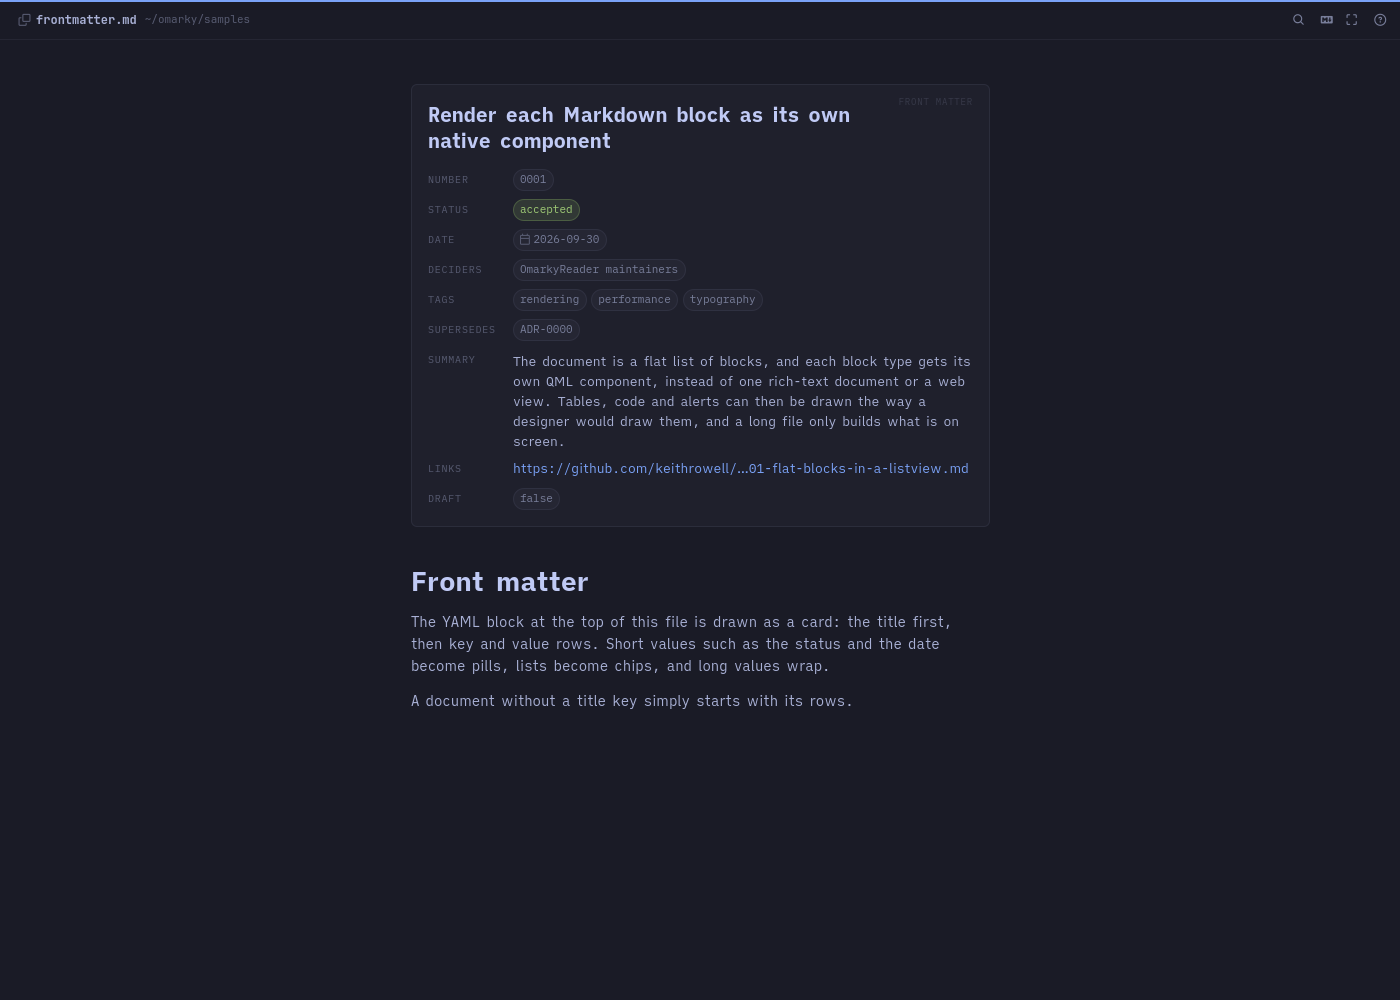 frontmatter.md ~/omarky/samples
FRONT MATTER
Render each Markdown block as its own
native component
NUMBER 0001
STATUS accepted
DATE 2026-09-30
DECIDERS OmarkyReader maintainers
TAGS rendering performance typography
SUPERSEDES ADR-0000
SUMMARY The document is a flat list of blocks, and each block type gets its
own QML component, instead of one rich-text document or a web
view. Tables, code and alerts can then be drawn the way a
designer would draw them, and a long file only builds what is on
screen.
LINKS https://github.com/keithrowell/…01-flat-blocks-in-a-listview.md
DRAFT false
Front matter
The YAML block at the top of this file is drawn as a card: the title first,
then key and value rows. Short values such as the status and the date
become pills, lists become chips, and long values wrap.
A document without a title key simply starts with its rows.